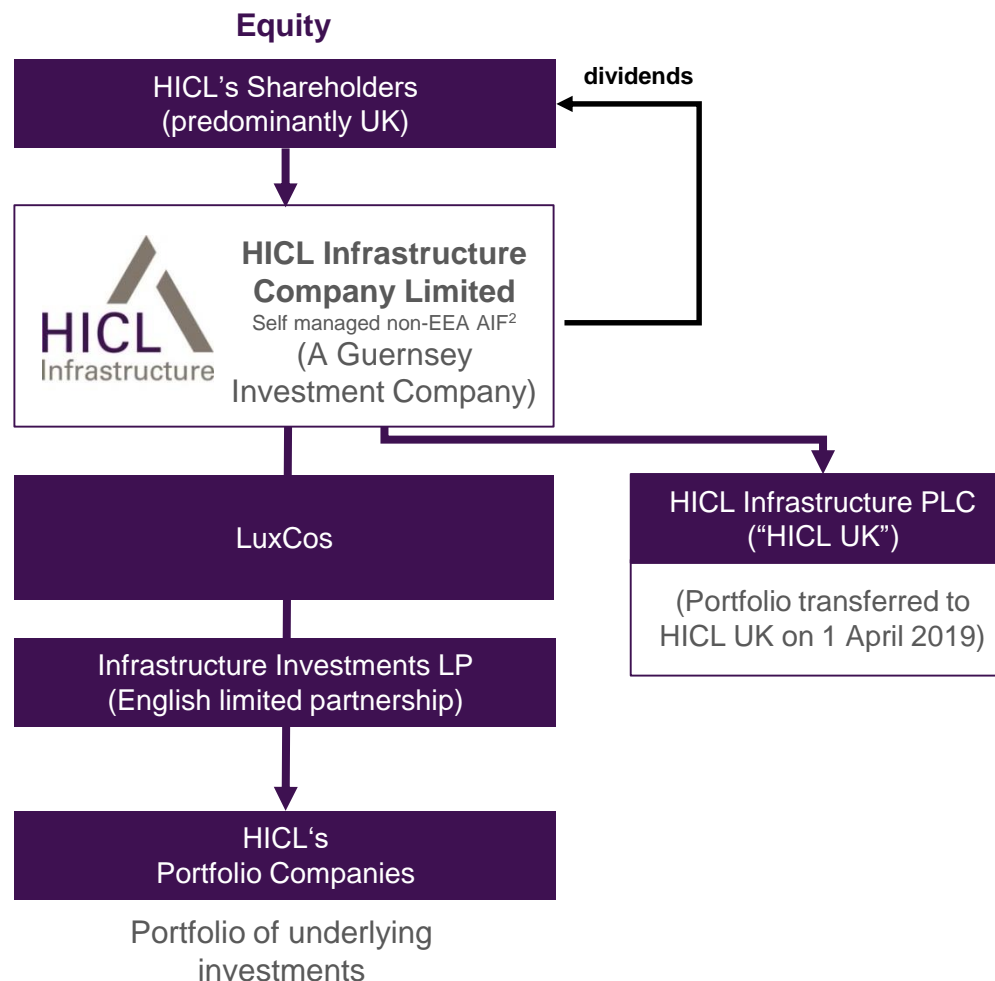 Equity
HICL's Shareholders
(predominantly UK)
dividends
HICL
Infrastructure
HICL Infrastructure
Company Limited
Self managed non-EEA AIF²
(A Guernsey
Investment Company)
LuxCos
HICL Infrastructure PLC
(“HICL UK”)
(Portfolio transferred to
HICL UK on 1 April 2019)
Infrastructure Investments LP
(English limited partnership)
HICL‘s
Portfolio Companies
Portfolio of underlying
investments